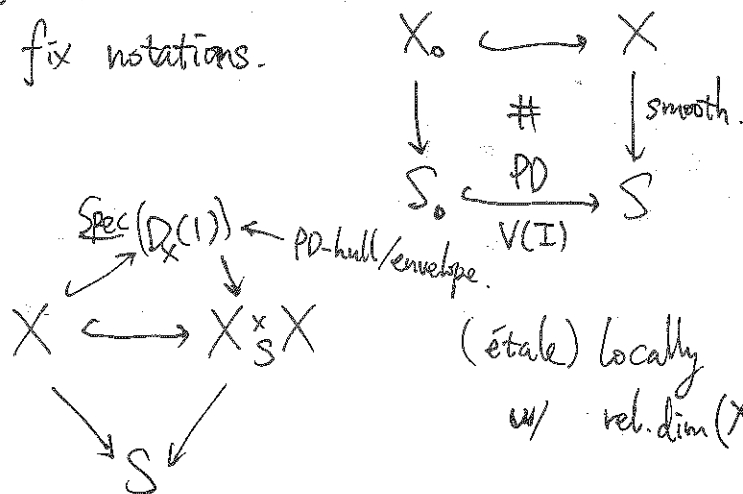 fix notations.
X₀ ↪ X
# smooth.
S₀ PD S
V(I)
Spec(D_X(1)) ← PD-hull/envelope.
X ↪ X ×_S X
(étale) locally
w/ rel.dim(X
S